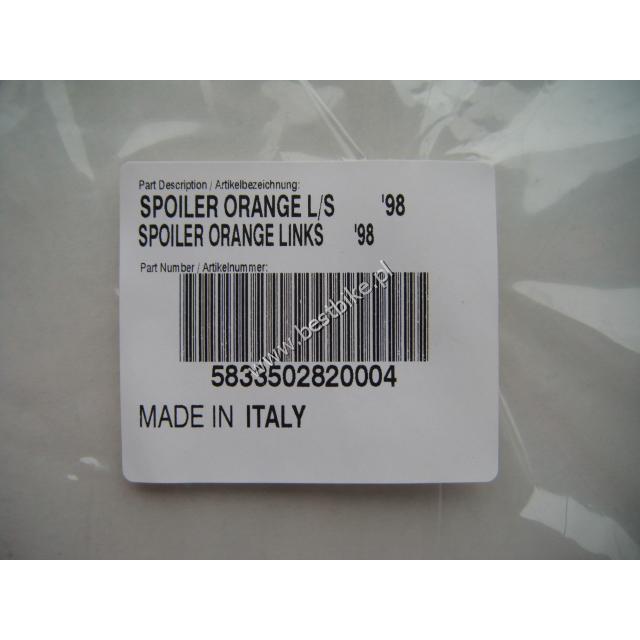 Part Description / Artikelbezeichnung:
SPOILER ORANGE L/S '98
SPOILER ORANGE LINKS '98
Part Number / Artikelnummer:
www.bestbike.pl
5833502820004
MADE IN ITALY